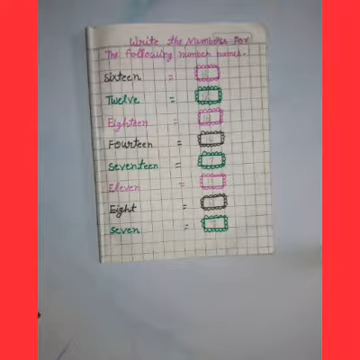 Write the Numbers For
The following number names.
Sixteen =
Twelve =
Eighteen =
Fourteen =
Seventeen =
Eleven =
Eight =
seven =